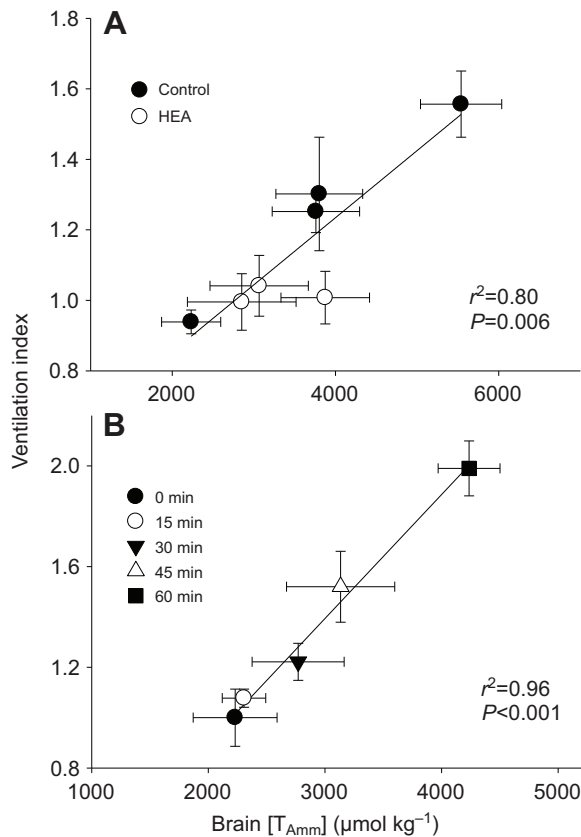 A
Control
HEA
1.8
1.6
1.4
1.2
1.0
0.8
r²=0.80
P=0.006
2000 4000 6000
Ventilation index
B
0 min
15 min
30 min
45 min
60 min
2.0
1.6
1.2
0.8
r²=0.96
P<0.001
1000 2000 3000 4000 5000
Brain [T_Amm] (µmol kg⁻¹)